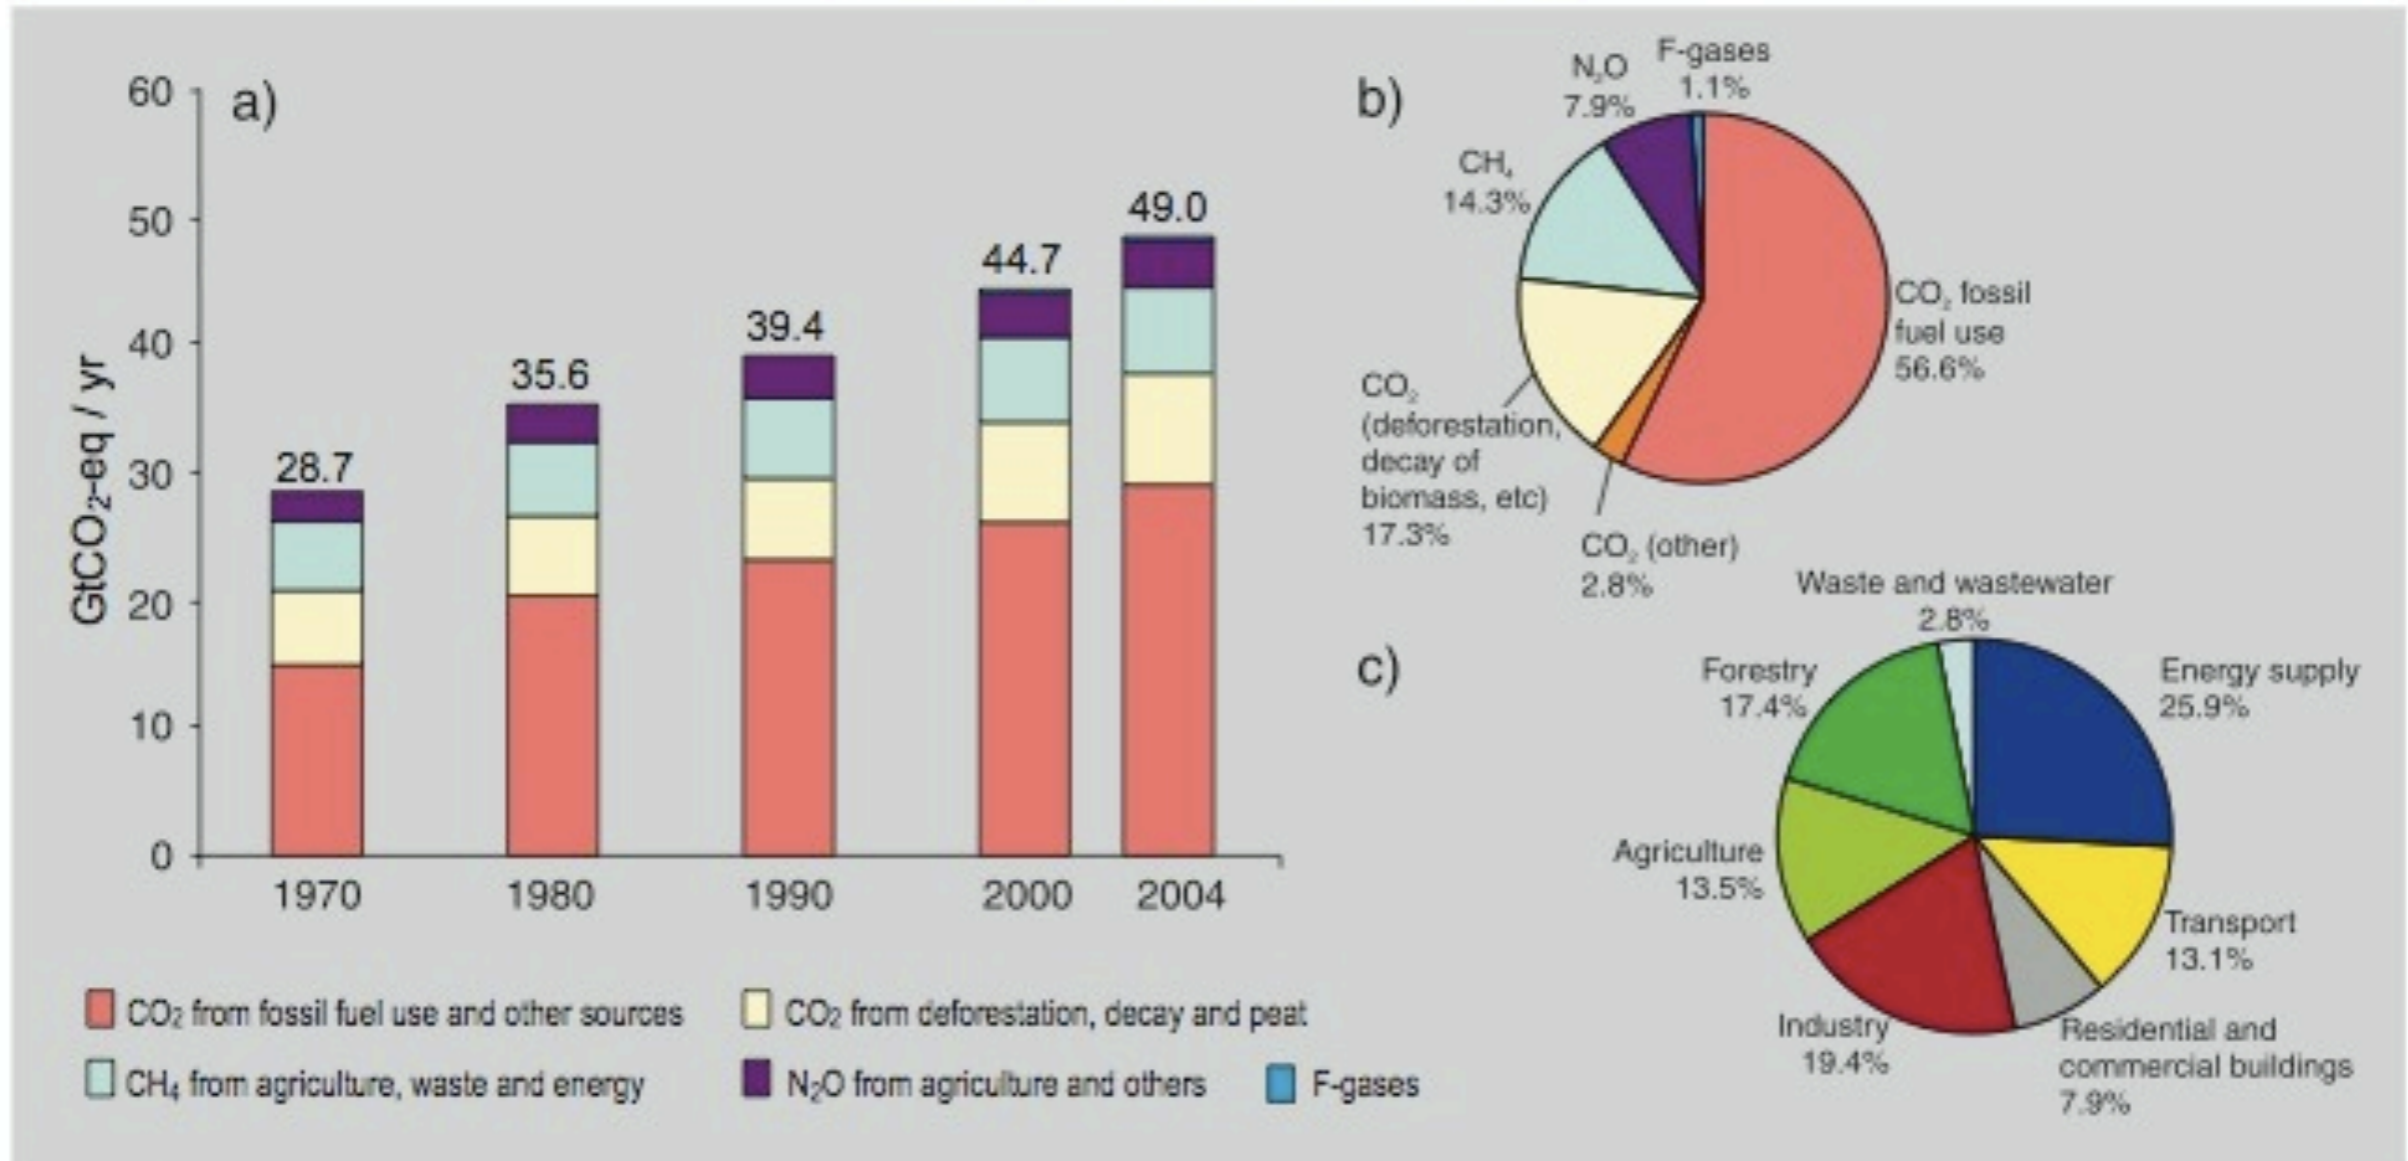 a)
60
50
40
30
20
10
0
GtCO2-eq / yr
28.7
35.6
39.4
44.7
49.0
1970
1980
1990
2000
2004
CO2 from fossil fuel use and other sources
CO2 from deforestation, decay and peat
CH4 from agriculture, waste and energy
N2O from agriculture and others
F-gases
b)
F-gases
1.1%
N2O
7.9%
CH4
14.3%
CO2 fossil
fuel use
56.6%
CO2
(deforestation,
decay of
biomass, etc)
17.3%
CO2 (other)
2.8%
c)
Waste and wastewater
2.8%
Forestry
17.4%
Energy supply
25.9%
Agriculture
13.5%
Transport
13.1%
Industry
19.4%
Residential and
commercial buildings
7.9%